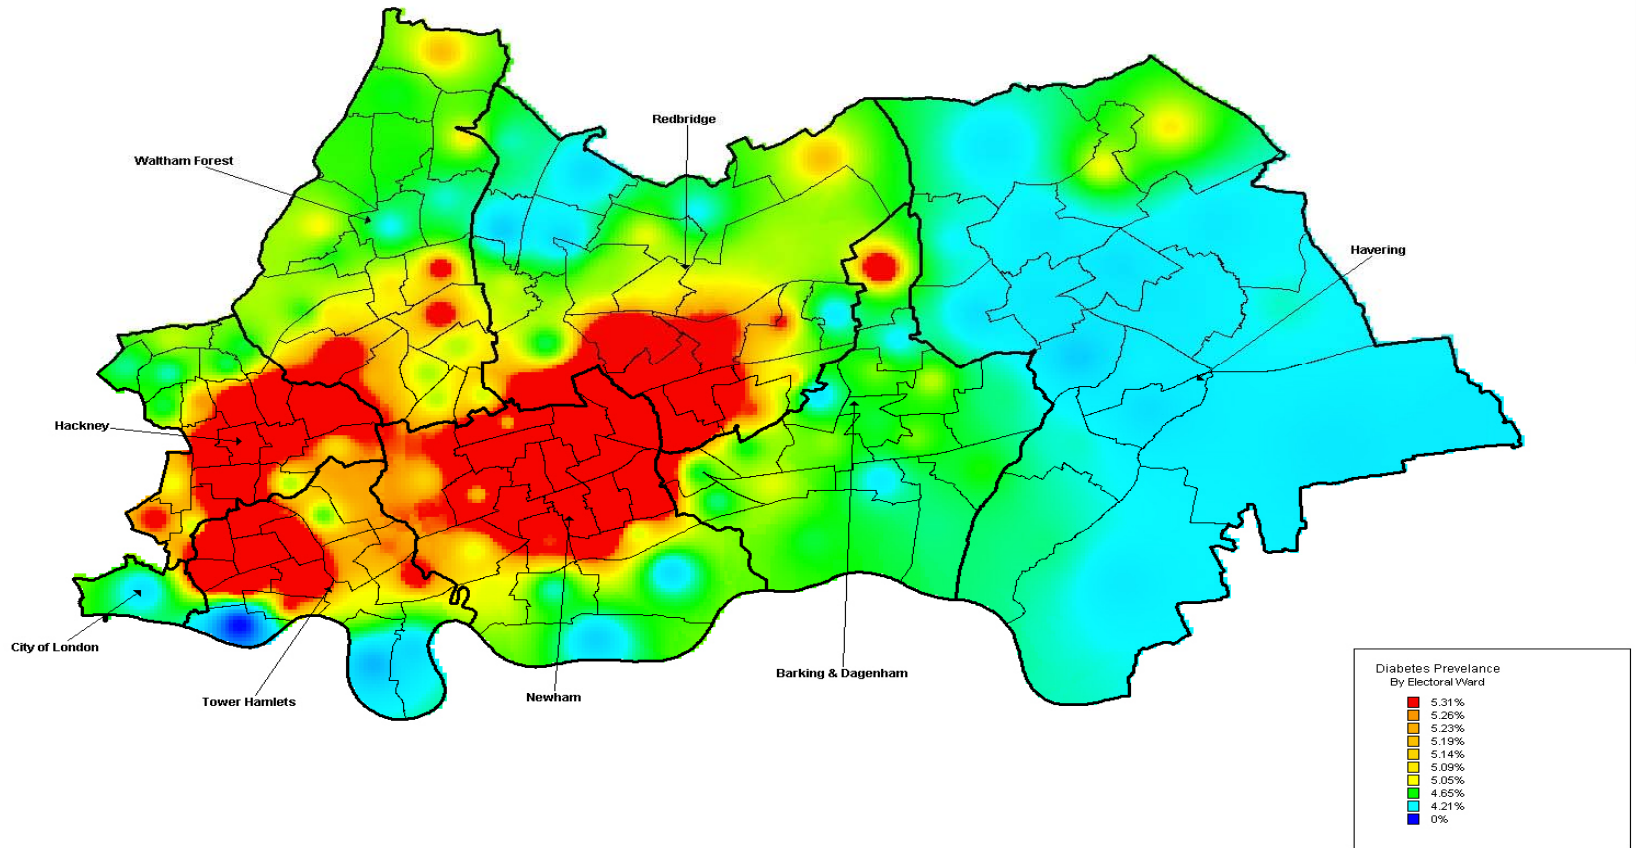 Redbridge
Waltham Forest
Havering
Hackney
City of London
Tower Hamlets
Newham
Barking & Dagenham
Diabetes Prevelance
By Electoral Ward
5.31%
5.26%
5.23%
5.19%
5.14%
5.09%
5.05%
4.65%
4.21%
0%